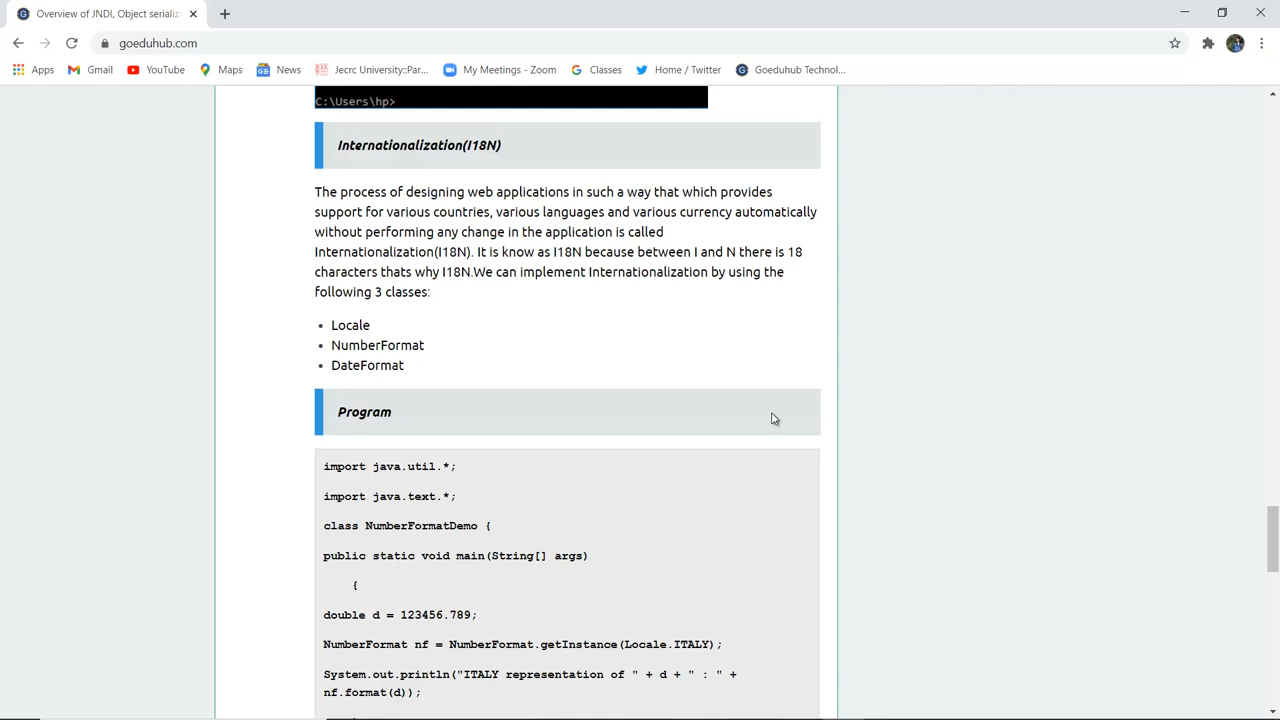 Overview of JNDI, Object serializ
goeduhub.com
Apps
Gmail
YouTube
Maps
News
Jecrc University::Par...
My Meetings - Zoom
Classes
Home / Twitter
Goeduhub Technol...
C:\Users\hp>
Internationalization(I18N)
The process of designing web applications in such a way that which provides
support for various countries, various languages and various currency automatically
without performing any change in the application is called
Internationalization(I18N). It is know as I18N because between I and N there is 18
characters thats why I18N.We can implement Internationalization by using the
following 3 classes:
Locale
NumberFormat
DateFormat
Program
import java.util.*;
import java.text.*;
class NumberFormatDemo {
public static void main(String[] args)
{
double d = 123456.789;
NumberFormat nf = NumberFormat.getInstance(Locale.ITALY);
System.out.println("ITALY representation of " + d + " : " +
nf.format(d));